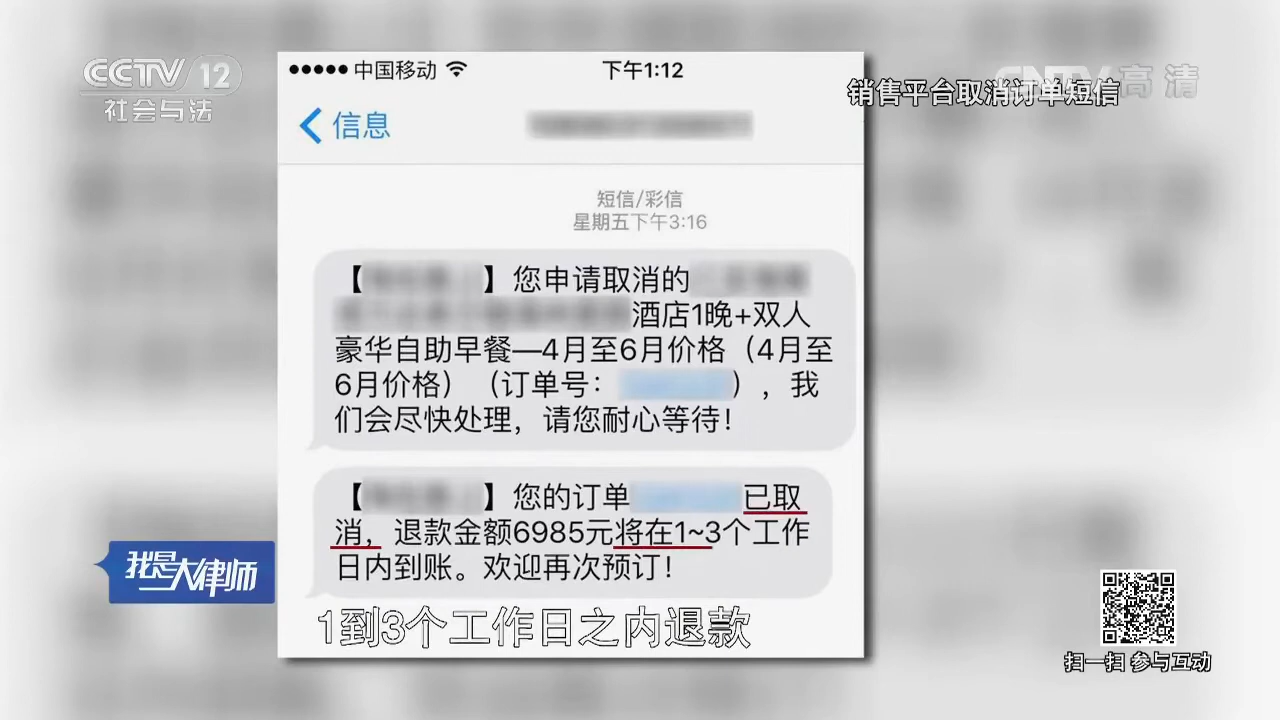 CCTV 12
社会与法
CNTV高清
销售平台取消订单短信
中国移动
下午1:12
信息
短信/彩信
星期五下午3:16
【 】您申请取消的
酒店1晚+双人
豪华自助早餐—4月至6月价格（4月至
6月价格）（订单号： ），我
们会尽快处理，请您耐心等待！
【 】您的订单 已取
消，退款金额6985元将在1~3个工作
日内到账。欢迎再次预订！
我是大律师
1到3个工作日之内退款
扫一扫 参与互动